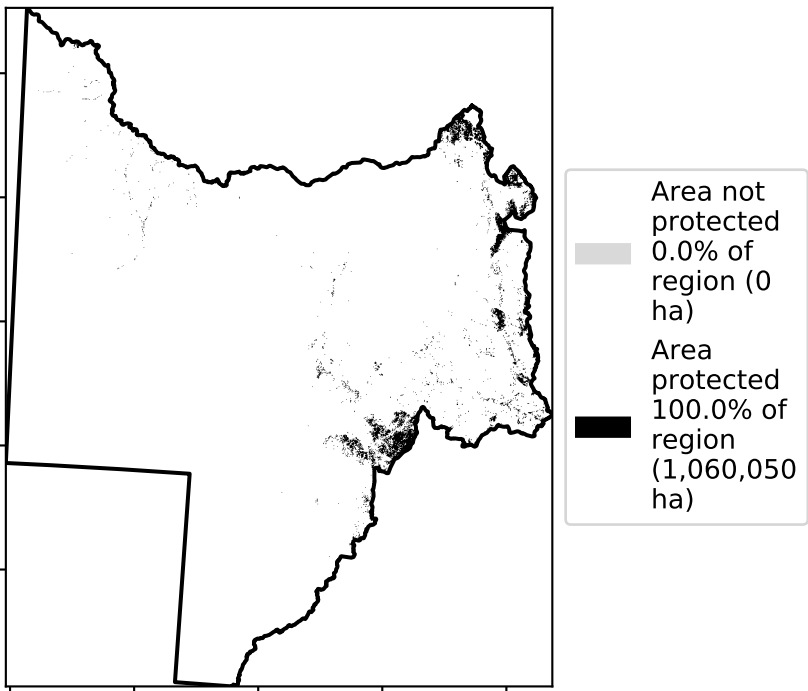 Area not
protected
0.0% of
region (0
ha)
Area
protected
100.0% of
region
(1,060,050
ha)